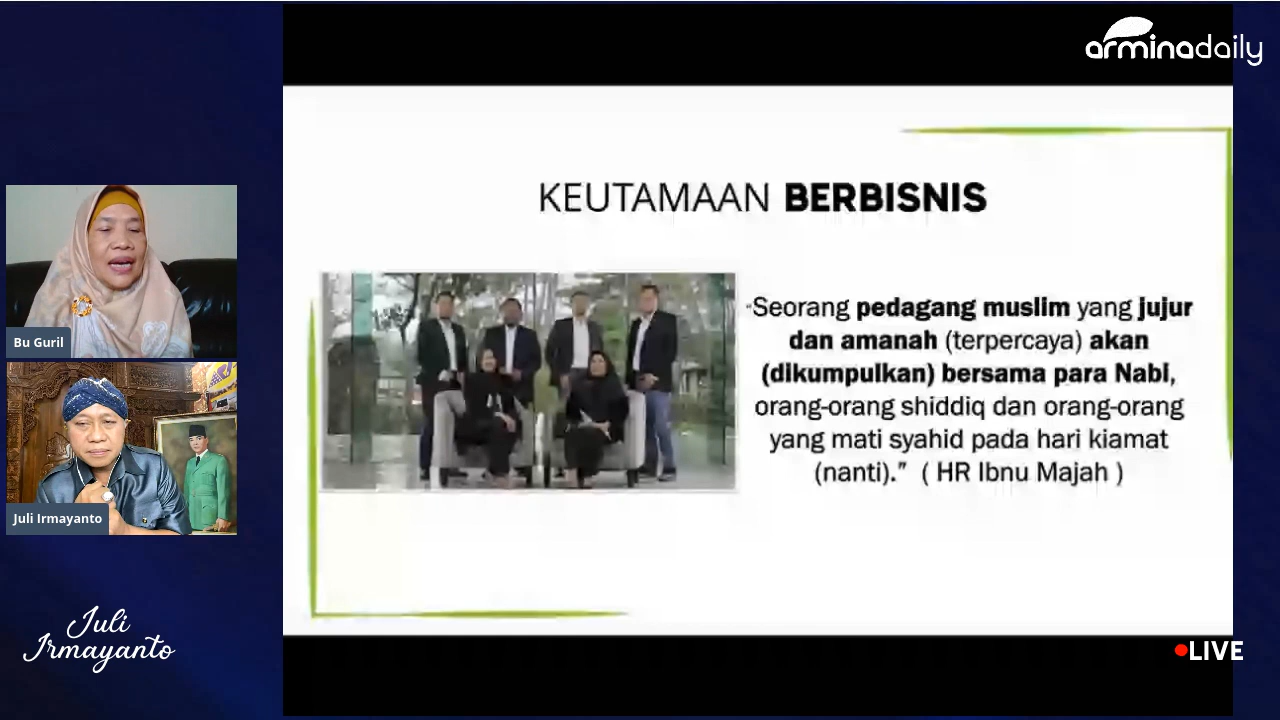 arminadaily
KEUTAMAAN BERBISNIS
"Seorang pedagang muslim yang jujur
dan amanah (terpercaya) akan
(dikumpulkan) bersama para Nabi,
orang-orang shiddiq dan orang-orang
yang mati syahid pada hari kiamat
(nanti)." ( HR Ibnu Majah )
Bu Guril
Juli Irmayanto
Juli
Irmayanto
LIVE